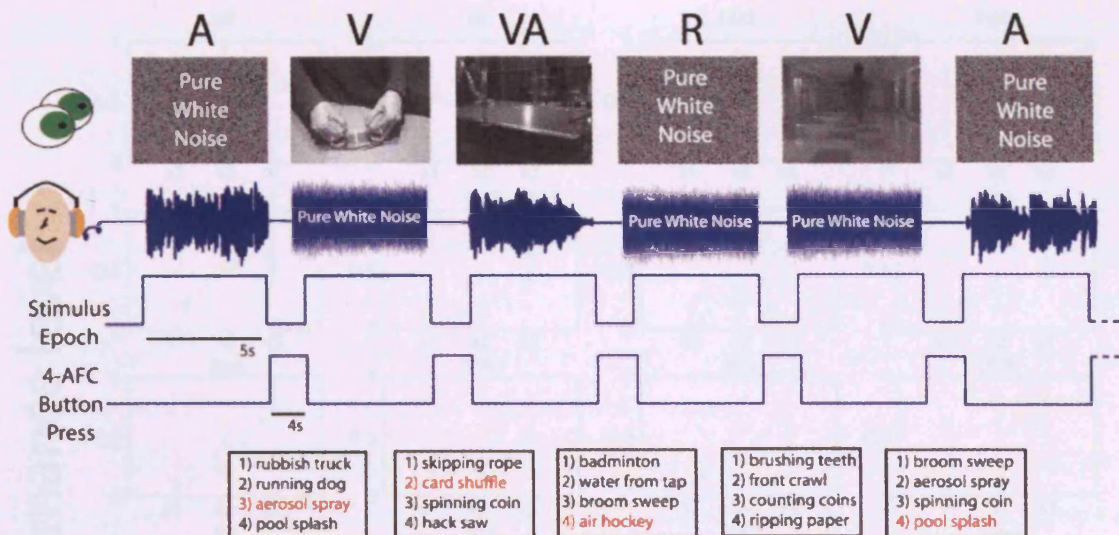 A V VA R V A
Pure
White
Noise
Pure
White
Noise
Pure
White
Noise
Pure White Noise
Pure White Noise
Pure White Noise
Stimulus
Epoch
5s
4-AFC
Button
Press
4s
1) rubbish truck
2) running dog
3) aerosol spray
4) pool splash
1) skipping rope
2) card shuffle
3) spinning coin
4) hack saw
1) badminton
2) water from tap
3) broom sweep
4) air hockey
1) brushing teeth
2) front crawl
3) counting coins
4) ripping paper
1) broom sweep
2) aerosol spray
3) spinning coin
4) pool splash